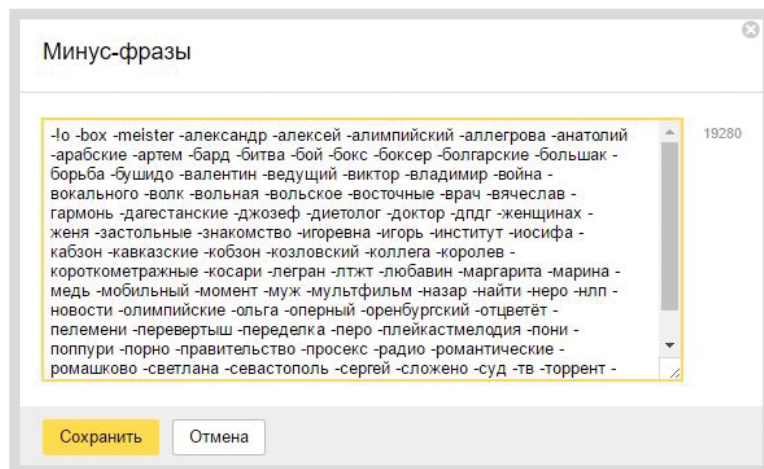 Минус-фразы
-!о -box -meister -александр -алексей -алимпийский -аллегрова -анатолий
19280
-арабские -артем -бард -битва -бой -бокс -боксер -болгарские -большак -
борьба -бушидо -валентин -ведущий -виктор -владимир -война -
вокального -волк -вольная -вольское -восточные -врач -вячеслав -
гармонь -дагестанские -джозеф -диетолог -доктор -дпдг -женщинах -
женя -застольные -знакомство -игоревна -игорь -институт -иосифа -
кабзон -кавказские -кобзон -козловский -коллега -королев -
короткометражные -косари -легран -лтжт -любавин -маргарита -марина -
медь -мобильный -момент -муж -мультфильм -назар -найти -неро -нлп -
новости -олимпийские -ольга -оперный -оренбургский -отцветёт -
пелемени -перевертыш -переделка -перо -плейкастмелодия -пони -
поппури -порно -правительство -просекс -радио -романтические -
ромашково -светлана -севастополь -сергей -сложено -суд -тв -торрент -
Сохранить
Отмена